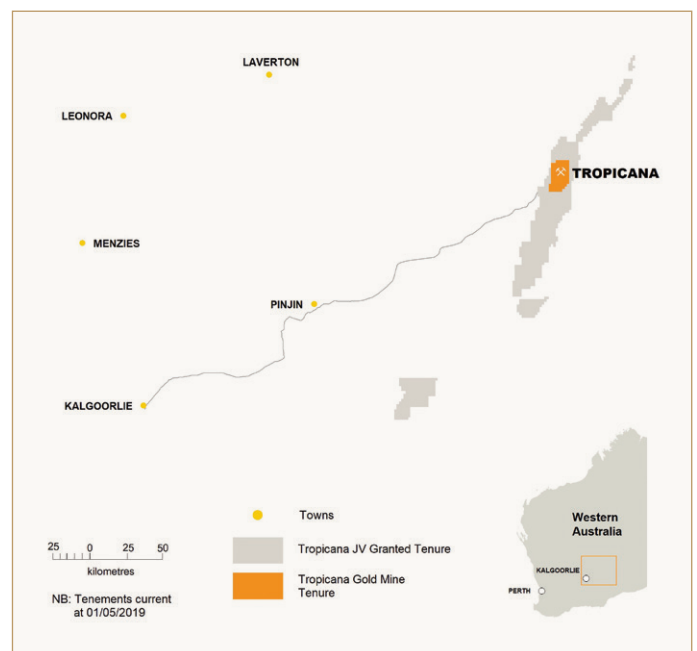 LAVERTON
LEONORA
TROPICANA
MENZIES
PINJIN
KALGOORLIE
Towns
Tropicana JV Granted Tenure
Tropicana Gold Mine
Tenure
25 0 25 50
kilometres
NB: Tenements current
at 01/05/2019
Western
Australia
KALGOORLIE
PERTH